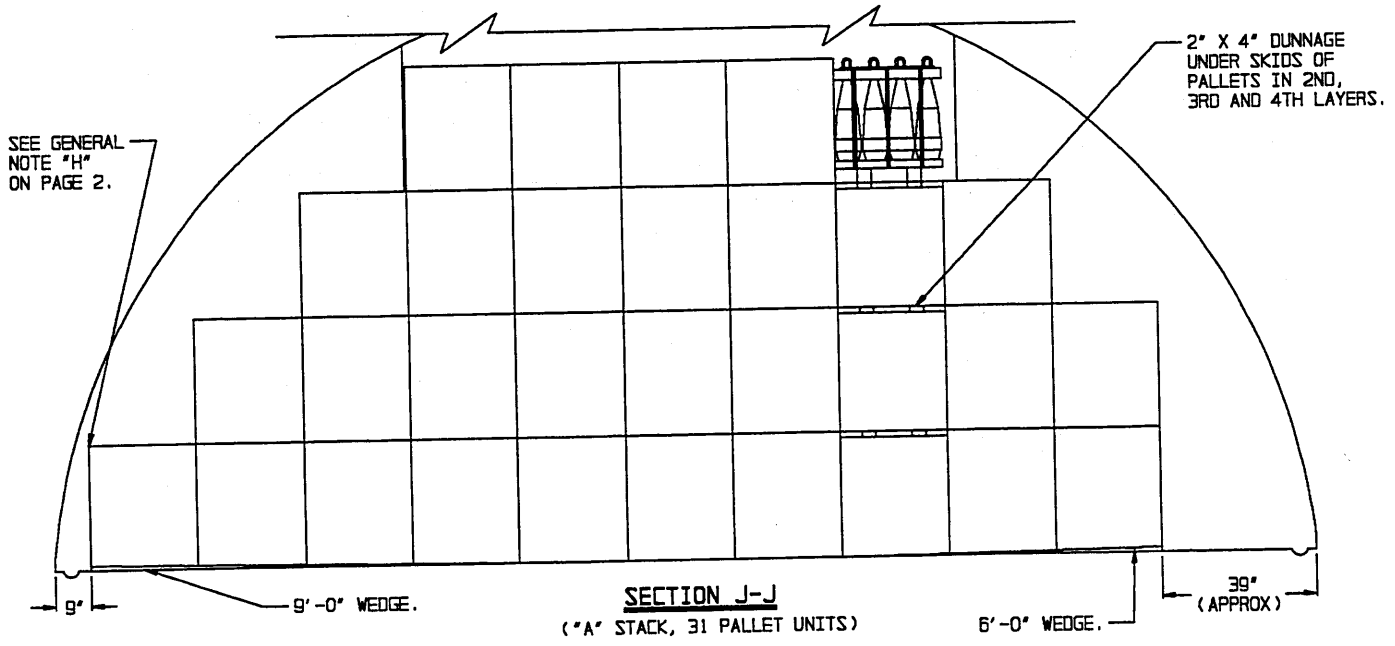 2" X 4" DUNNAGE
UNDER SKIDS OF
PALLETS IN 2ND,
3RD AND 4TH LAYERS.
SEE GENERAL
NOTE "H"
ON PAGE 2.
9"
9'-0" WEDGE.
SECTION J-J
("A" STACK, 31 PALLET UNITS)
6'-0" WEDGE.
39"
(APPROX)